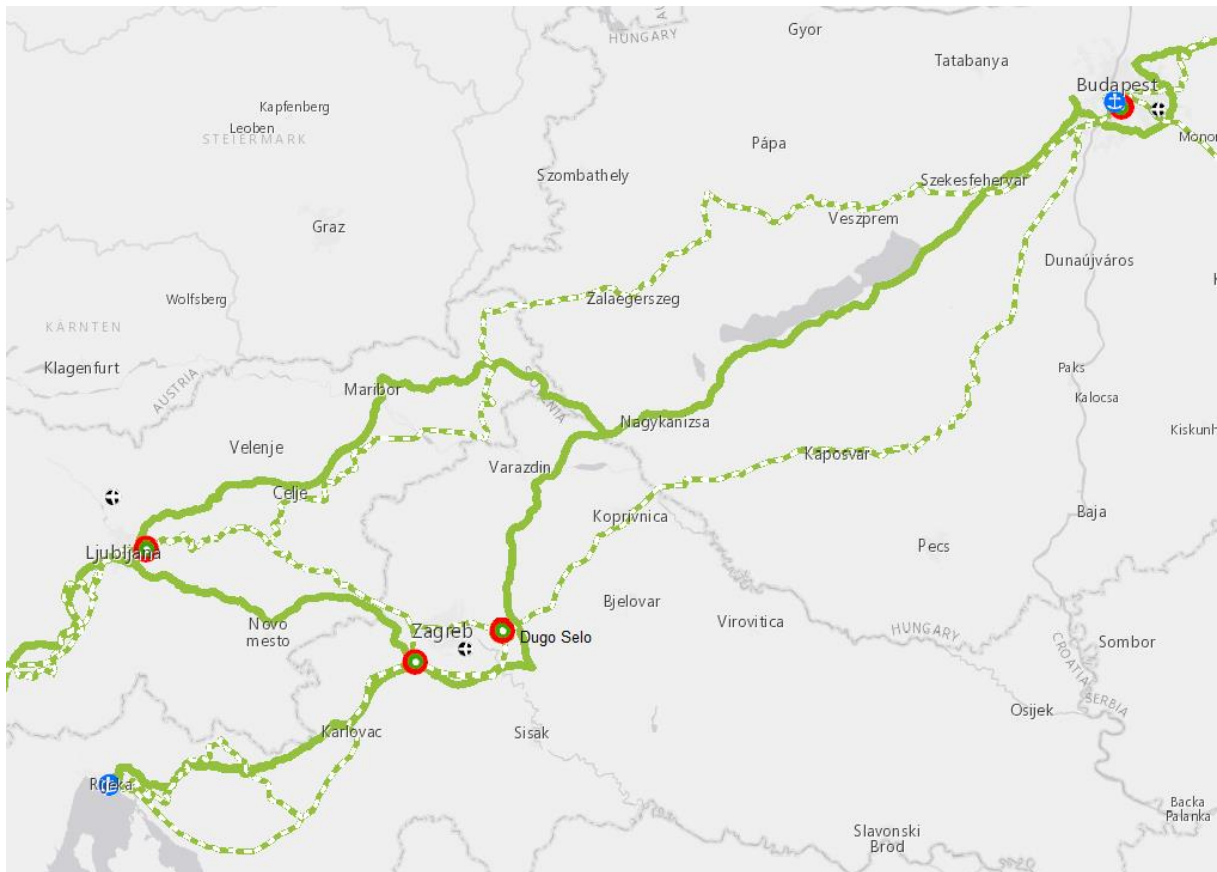 HUNGARY
Gyor
Tatabanya
Budapest
Kapfenberg
Leoben
STEIERMARK
Pápa
Monor
Szombathely
Szekesfehervar
Graz
Veszprem
Dunaújváros
Wolfsberg
Zalaegerszeg
KÄRNTEN
Klagenfurt
AUSTRIA
Maribor
Paks
Kalocsa
Nagykanizsa
Kiskunh
Velenje
Varazdin
Kaposvar
Celje
Koprivnica
Baja
Ljubljana
Pecs
Bjelovar
Novo
mesto
Zagreb
Dugo Selo
Virovitica
HUNGARY
CROATIA
SERBIA
Sombor
Karlovac
Sisak
Osijek
Rijeka
Backa
Palanka
Slavonski
Brod